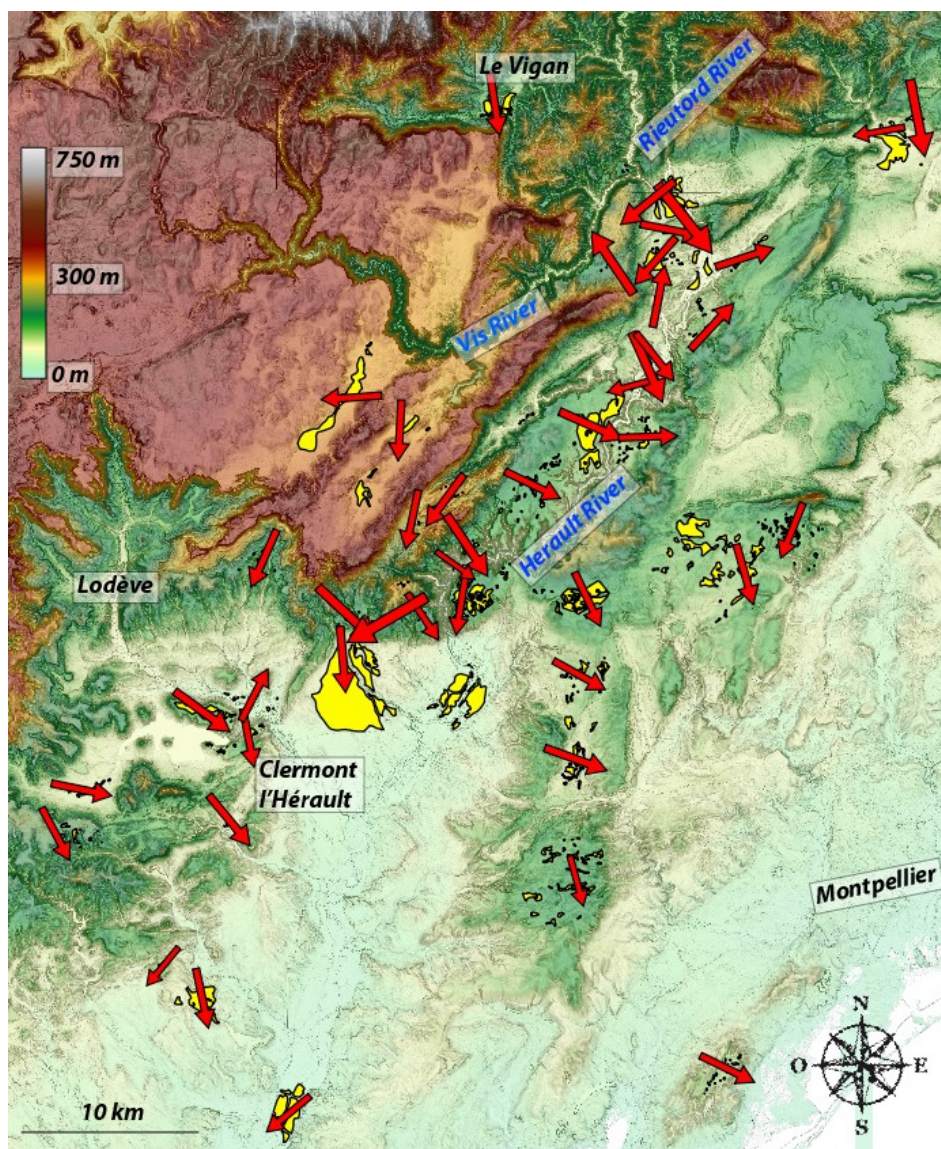 Le Vigan
Rieutord River
750 m
300 m
0 m
Vis River
Herault River
Lodève
Clermont
l'Hérault
Montpellier
N
O
E
S
10 km